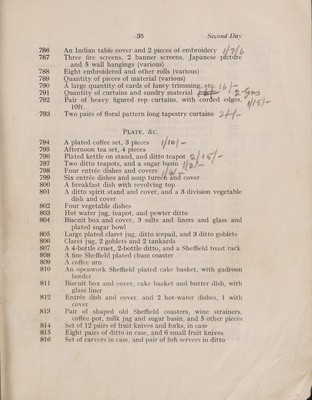 35 Second Day
786 An Indian table cover and 2 pieces of embroidery 1/7/6
787 Three fire screens, 2 banner screens, Japanese picture
and 5 wall hangings (various)
788 Eight embroidered and other rolls (various)
789 Quantity of pieces of material (various)
790 A large quantity of cards of fancy trimming,
791 Quantity of curtains and sundry material
792 Pair of heavy figured rep curtains, with corded edges,
10ft.
793 Two pairs of floral pattern long tapestry curtains
PLATE, &C.
794 A plated coffee set, 3 pieces 1/10/-
795 Afternoon tea set, 4 pieces
796 Plated kettle on stand, and ditto teapot
797 Two ditto teapots, and a sugar basin
798 Four entrée dishes and covers
799 Six entrée dishes and soup tureen and cover
800 A breakfast dish with revolving top
801 A ditto spirit stand and cover, and a 3 division vegetable
dish and cover
802 Four vegetable dishes
803 Hot water jug, teapot, and pewter ditto
804 Biscuit box and cover, 3 salts and liners and glass and
plated sugar bowl
805 Large plated claret jug, ditto icepail, and 3 ditto goblets
806 Claret jug, 2 goblets and 2 tankards
807 A 4-bottle cruet, 2-bottle ditto, and a Sheffield toast rack
808 A fine Sheffield plated cham coaster
809 A coffee urn
810 An openwork Sheffield plated cake basket, with gadroon
border
811 Biscuit box and cover, cake basket and butter dish, with
glass liner
812 Entrée dish and cover, and 2 hot-water dishes, 1 with
cover
813 Pair of shaped old Sheffield coasters, wine strainers,
coffee pot, milk jug and sugar basin, and 5 other pieces
814 Set of 12 pairs of fruit knives and forks, in case
815 Eight pairs of ditto in case, and 6 small fruit knives
816 Set of carvers in case, and pair of fish servers in ditto